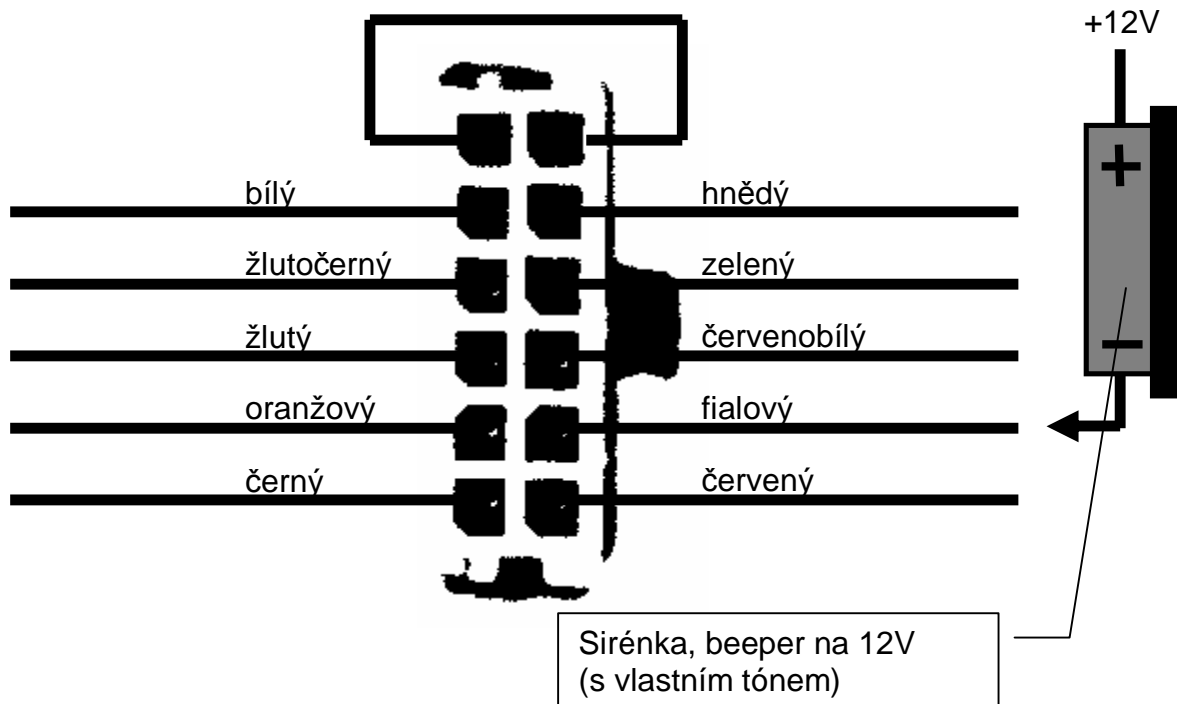 +12V
bílý hnědý
žlutočerný zelený
žlutý červenobílý
oranžový fialový
černý červený
Sirénka, beeper na 12V
(s vlastním tónem)